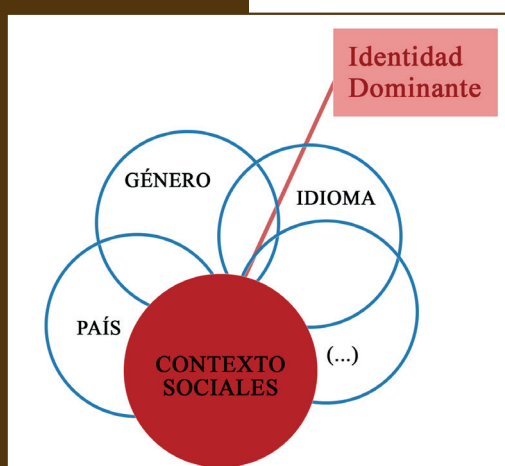 Identidad
Dominante
GÉNERO
IDIOMA
PAÍS
(...)
CONTEXTO
SOCIALES